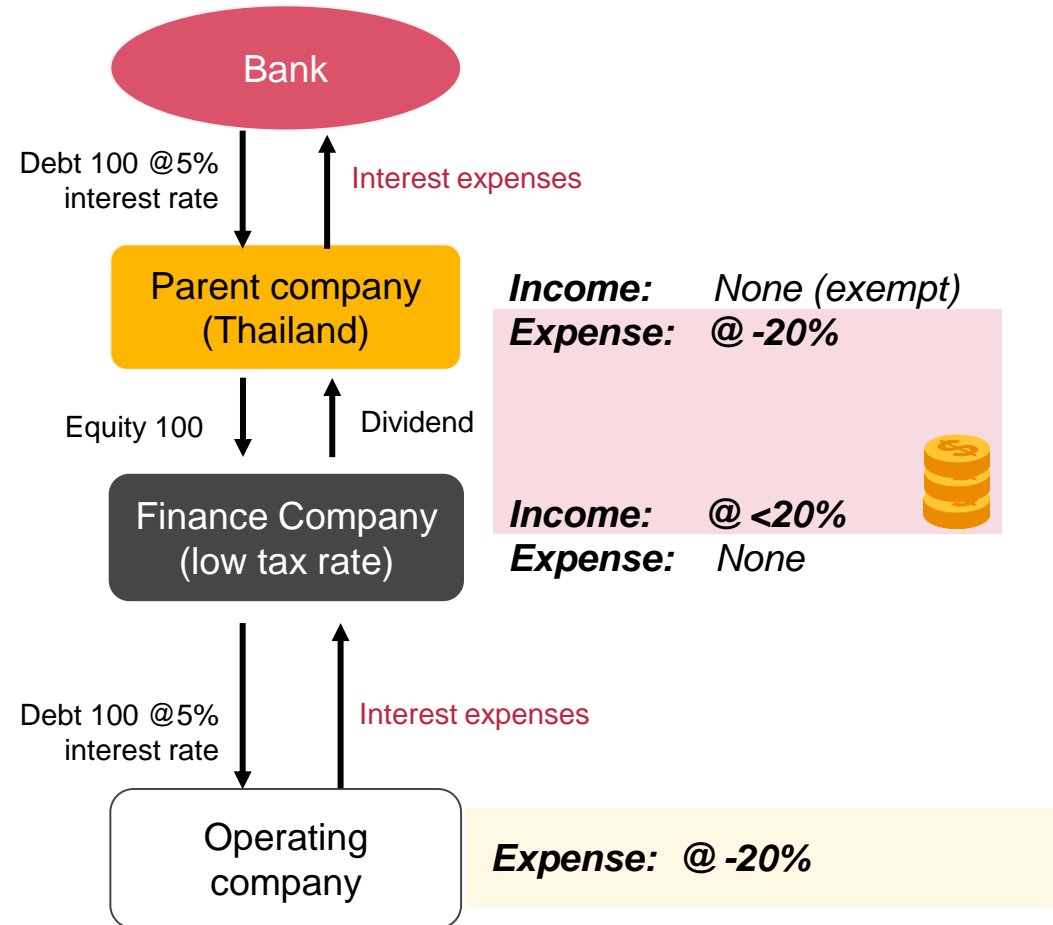 Bank
Debt 100 @5%
interest rate
Interest expenses
Parent company
(Thailand)
Income: None (exempt)
Expense: @ -20%
Equity 100
Dividend
Finance Company
(low tax rate)
Income: @ <20%
Expense: None
Debt 100 @5%
interest rate
Interest expenses
Operating
company
Expense: @ -20%